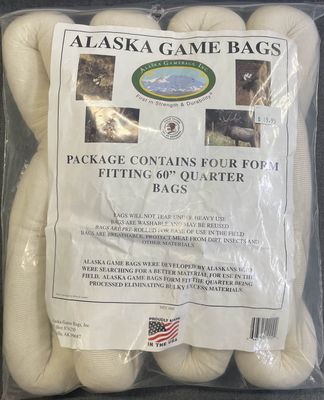 ALASKA GAME BAGS
ALASKA GAMEBAGS INC.
First in Strength & Durability
PACKAGE CONTAINS FOUR FORM
FITTING 60" QUARTER
BAGS
BAGS WILL NOT TEAR UNDER HEAVY USE
BAGS ARE WASHABLE AND MAY BE REUSED
BAGS ARE PRE-ROLLED FOR EASE OF USE IN THE FIELD
BAGS ARE BREATHABLE, PROTECT MEAT FROM DIRT, INSECTS AND
OTHER MATERIALS
ALASKA GAME BAGS WERE DEVELOPED BY ALASKANS WHO
WERE SEARCHING FOR A BETTER MATERIAL FOR USE IN THE
FIELD. ALASKA GAME BAGS FORM FIT THE QUARTER BEING
PROCESSED ELIMINATING BULKY EXCESS MATERIALS.
Alaska Game Bags, Inc
PROUDLY MADE
IN THE USA